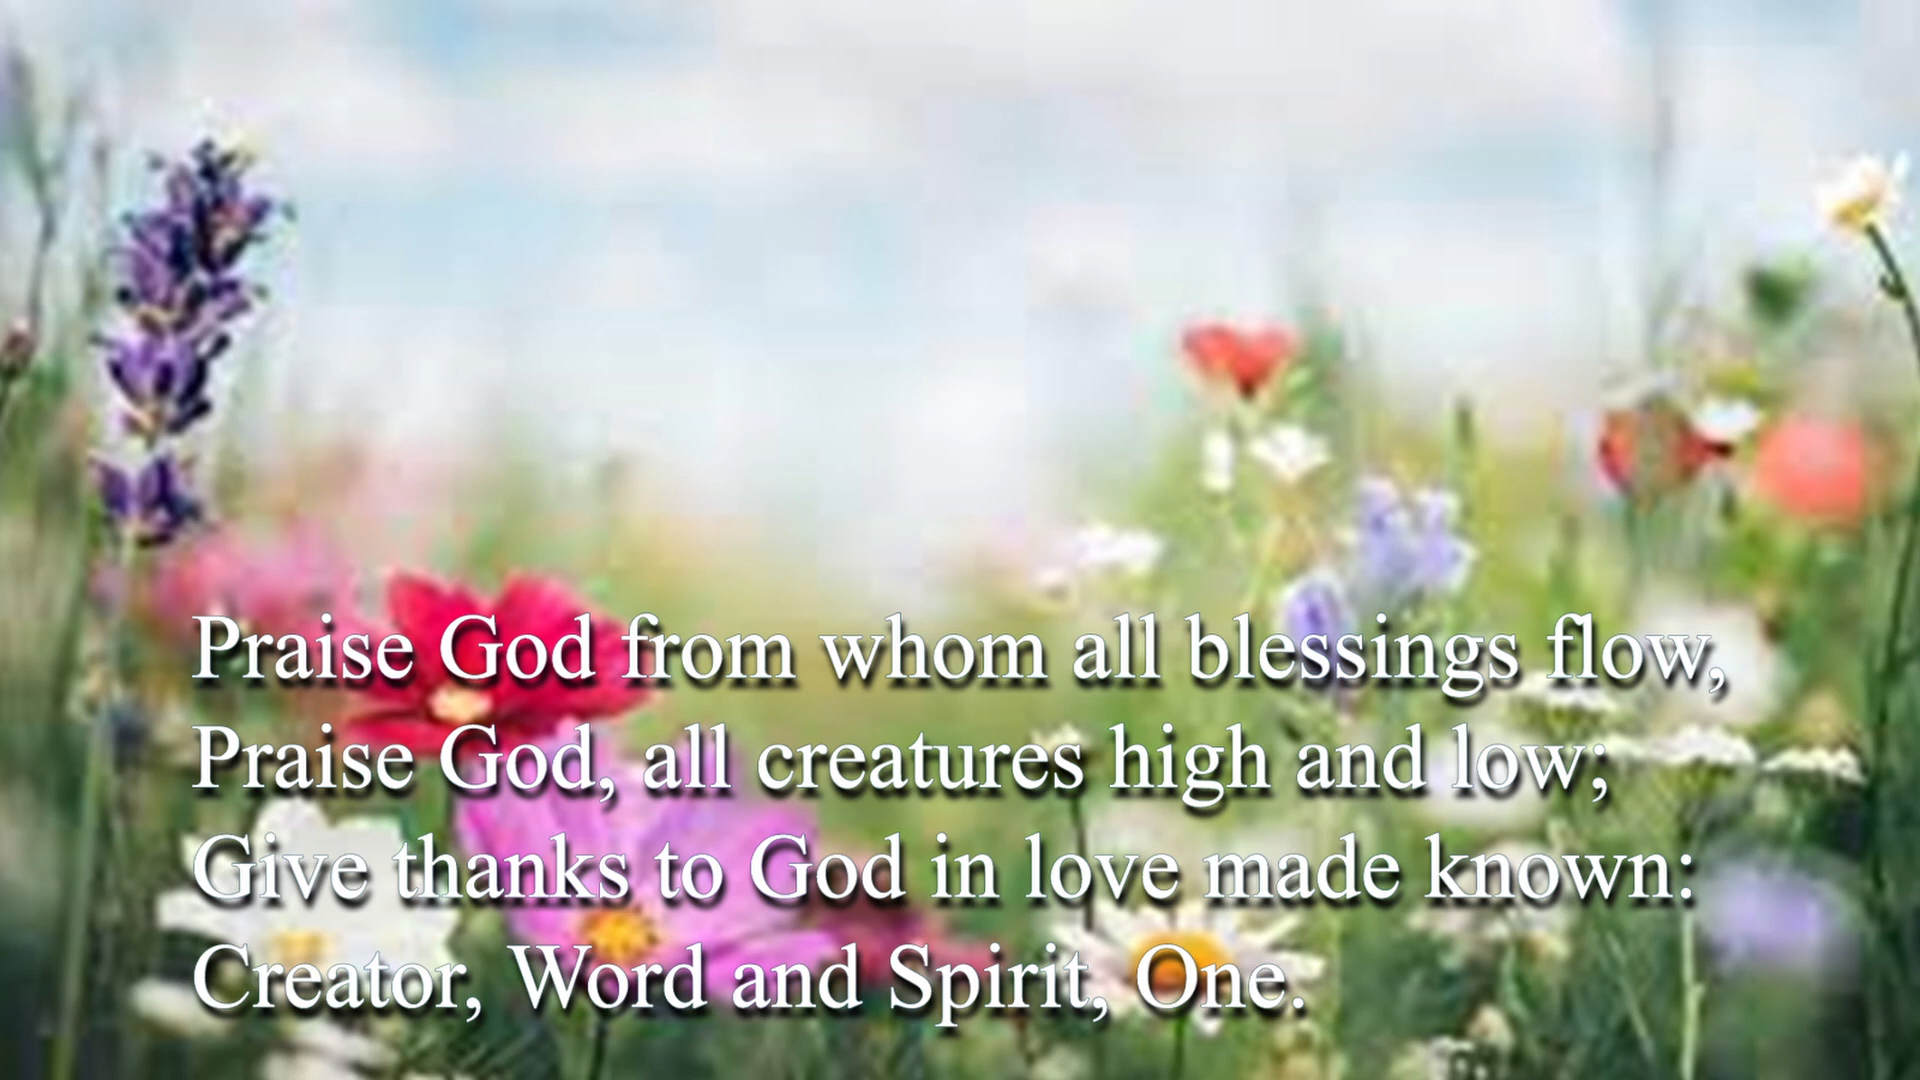 Praise God from whom all blessings flow,
Praise God, all creatures high and low;
Give thanks to God in love made known:
Creator, Word and Spirit, One.